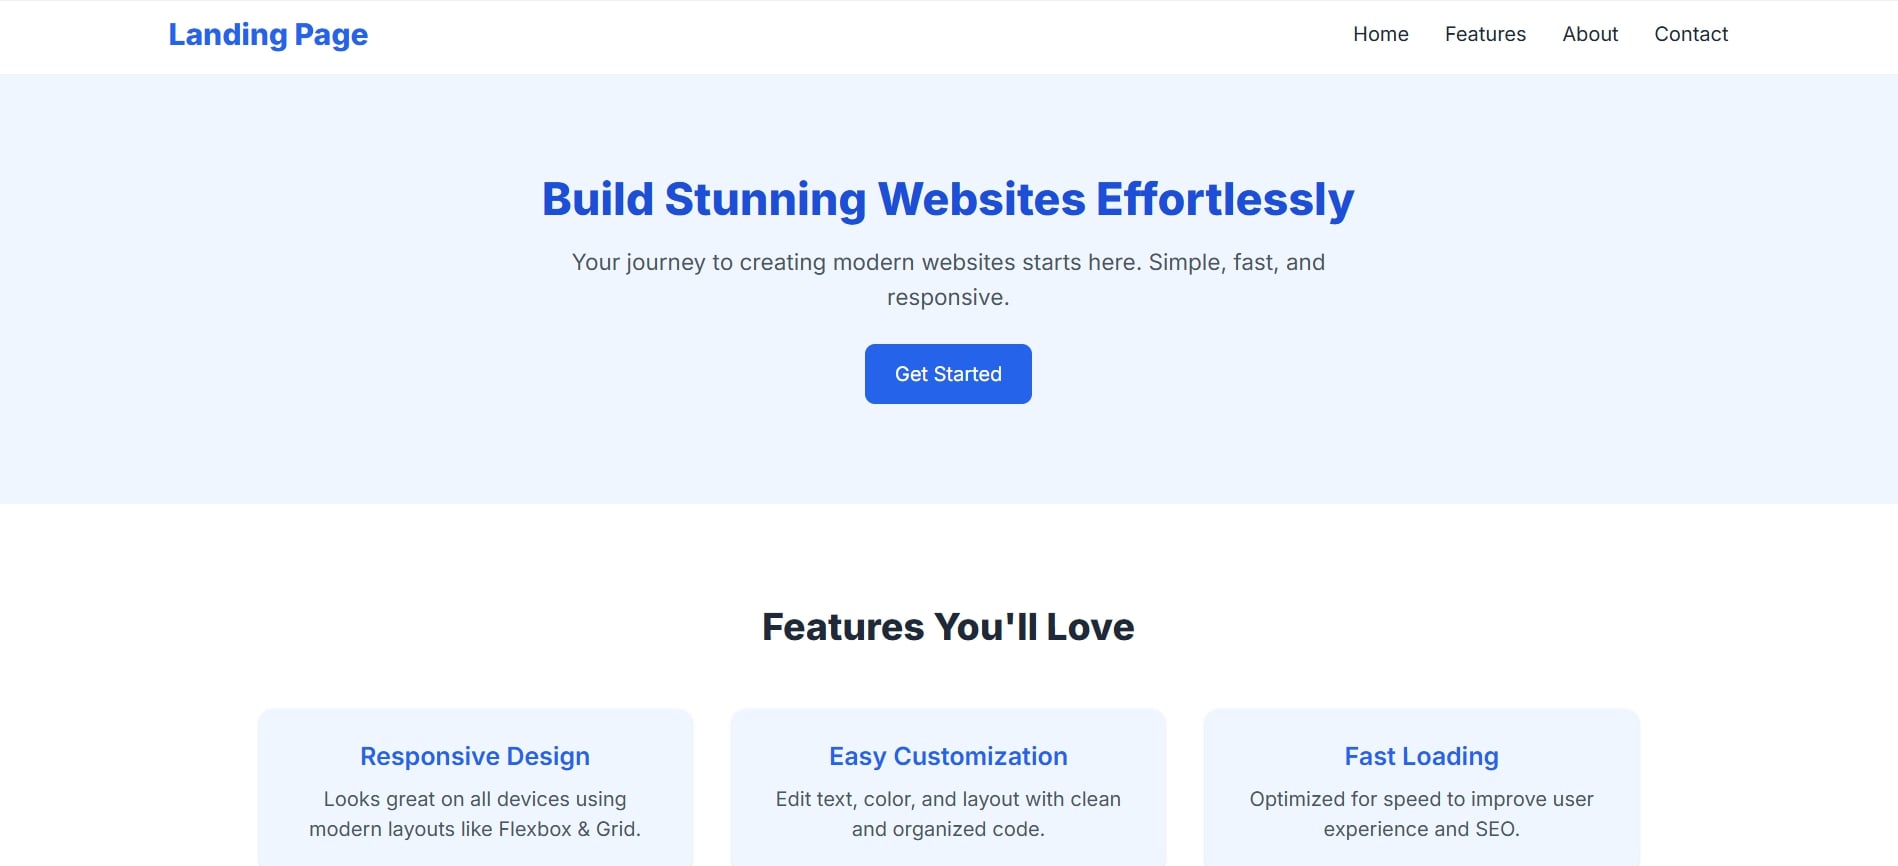 Landing Page
Home Features About Contact
Build Stunning Websites Effortlessly
Your journey to creating modern websites starts here. Simple, fast, and
responsive.
Get Started
Features You'll Love
Responsive Design
Looks great on all devices using
modern layouts like Flexbox & Grid.
Easy Customization
Edit text, color, and layout with clean
and organized code.
Fast Loading
Optimized for speed to improve user
experience and SEO.